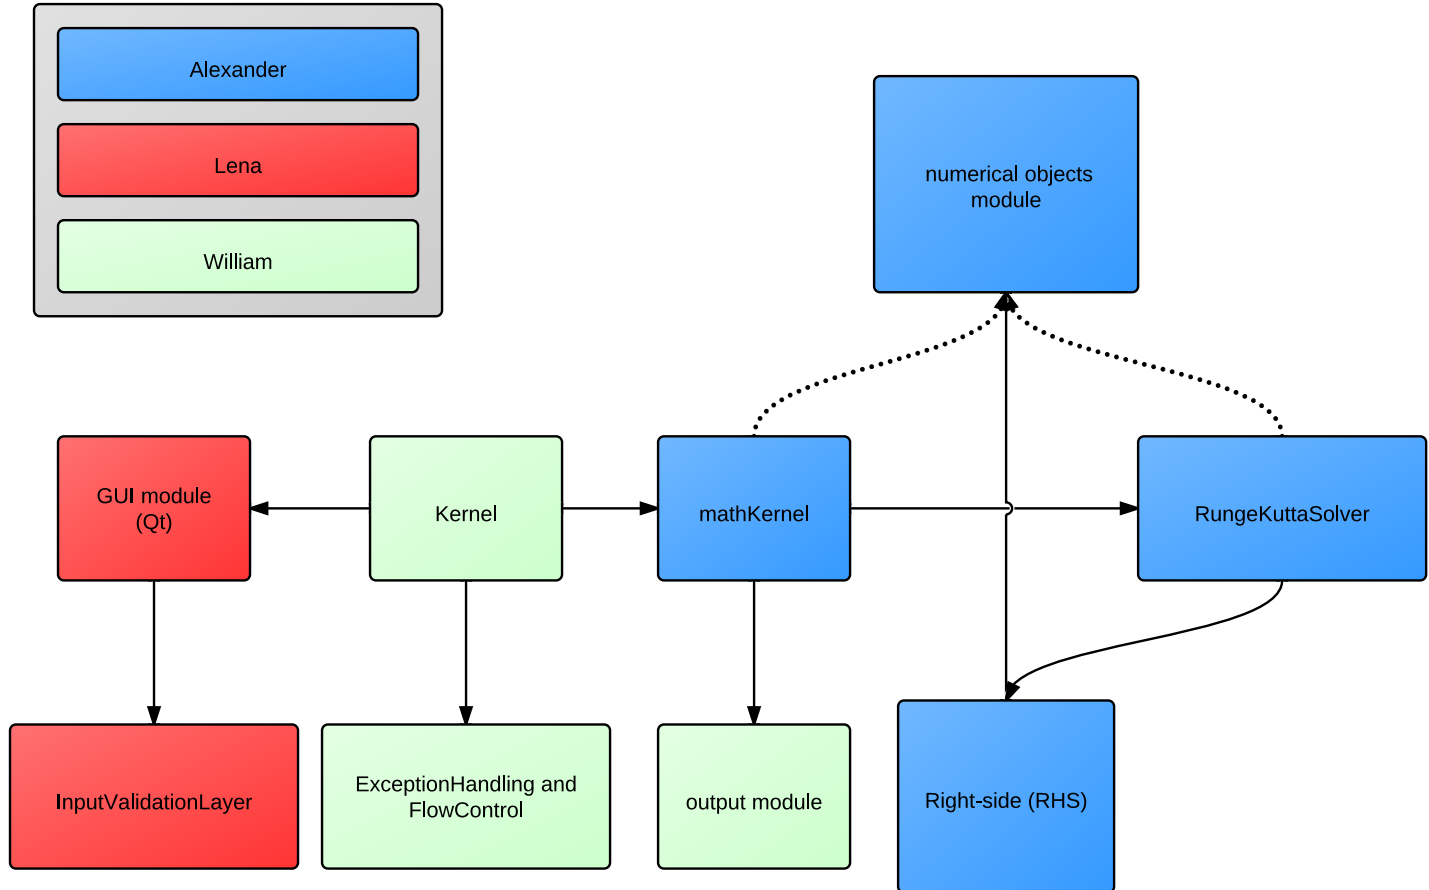 Alexander
Lena
William
numerical objects
module
GUI module
(Qt)
Kernel
mathKernel
RungeKuttaSolver
InputValidationLayer
ExceptionHandling and
FlowControl
output module
Right-side (RHS)